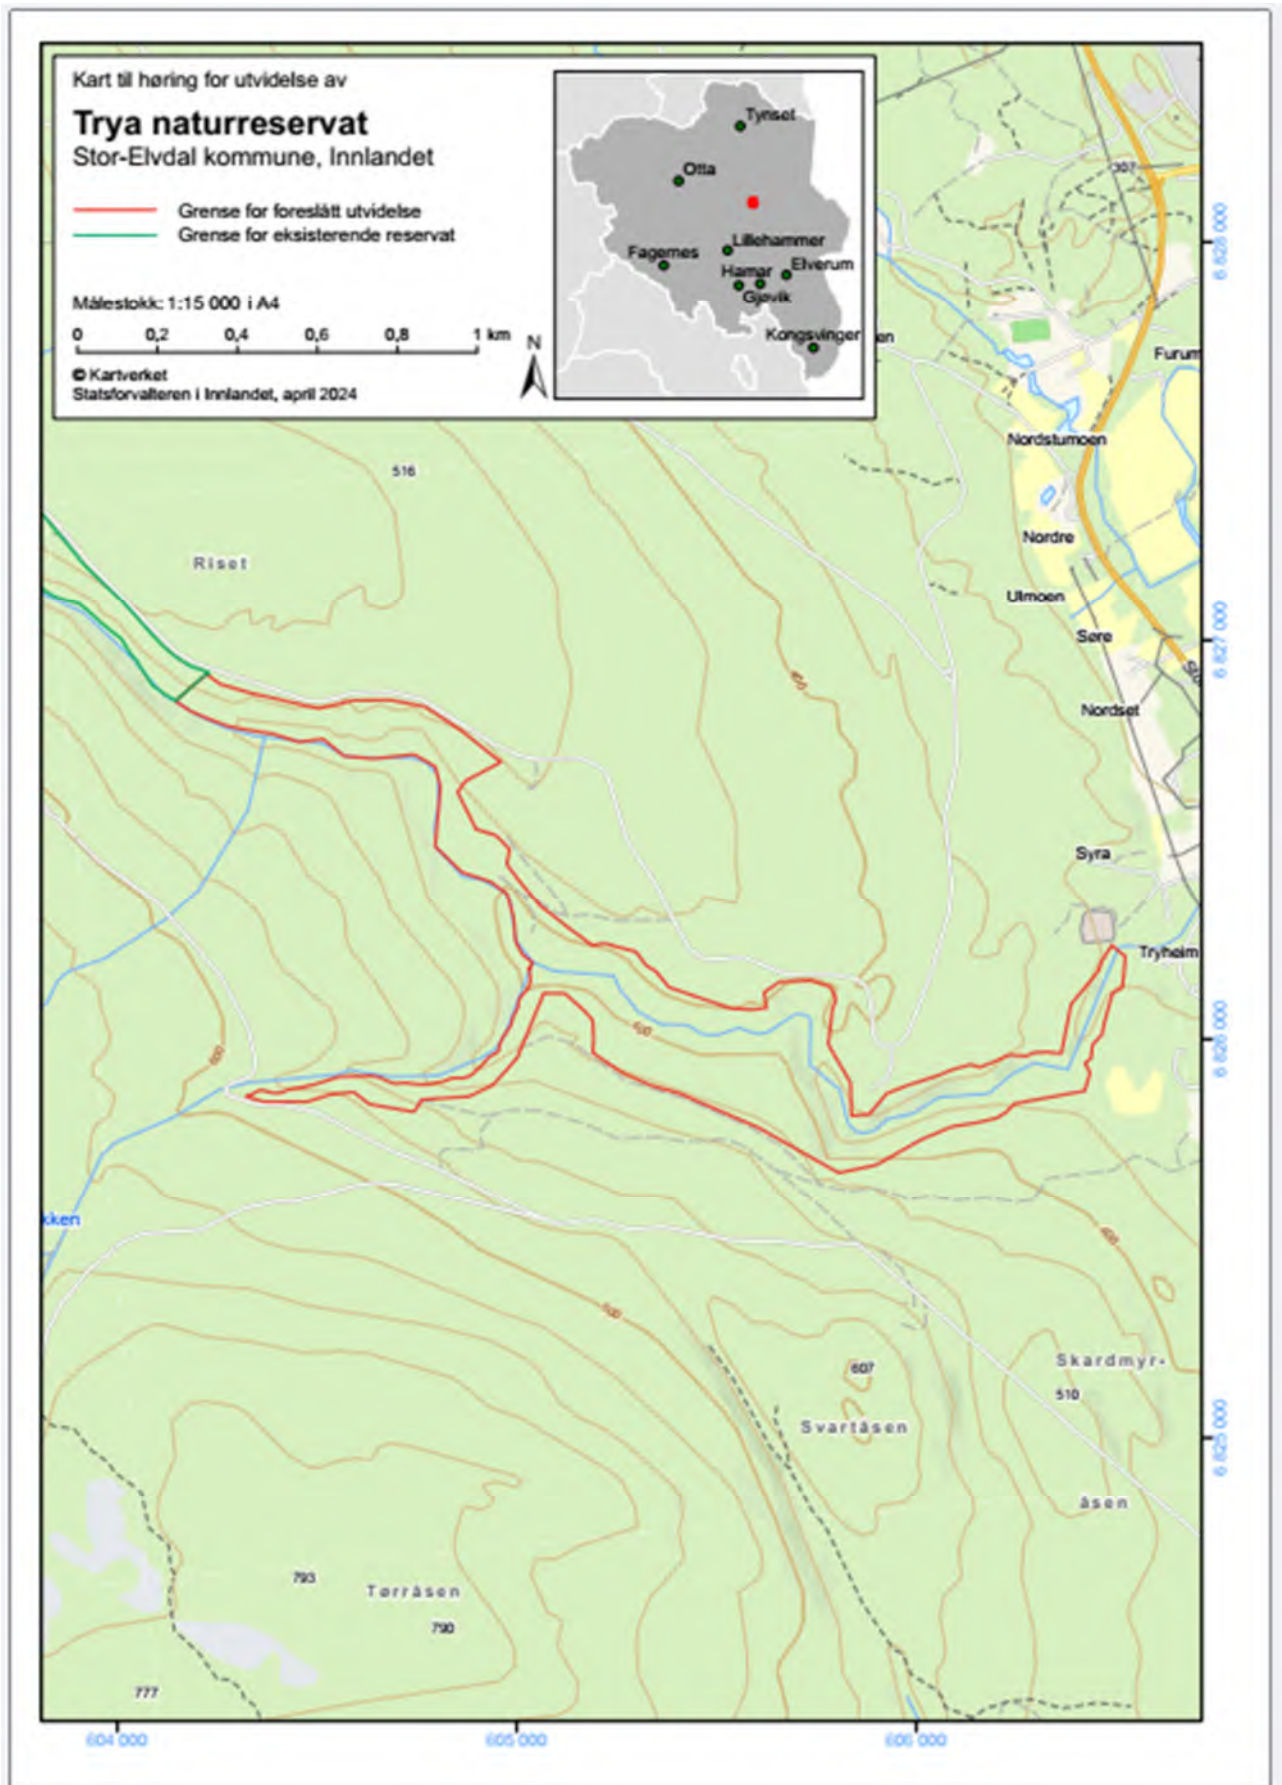 Kart til høring for utvidelse av
Trya naturreservat
Stor-Elvdal kommune, Innlandet
Grense for foreslått utvidelse
Grense for eksisterende reservat
Målestokk: 1:15 000 i A4
0 0,2 0,4 0,6 0,8 1 km
N
© Kartverket
Statsforvalteren i Innlandet, april 2024
Tynset
Otta
Lillehammer
Fagernes
Elverum
Hamar
Gjøvik
Kongsvinger
307
6 828 000
en
Furum
Nordstumoen
516
Nordre
Riset
Ulmoen
Søre
6 827 000
Nordset
Syra
Tryheim
600
6 826 000
kken
Skardmyr-
607
510
Svartåsen
6 825 000
åsen
793
Tørråsen
790
777
604 000
605 000
606 000